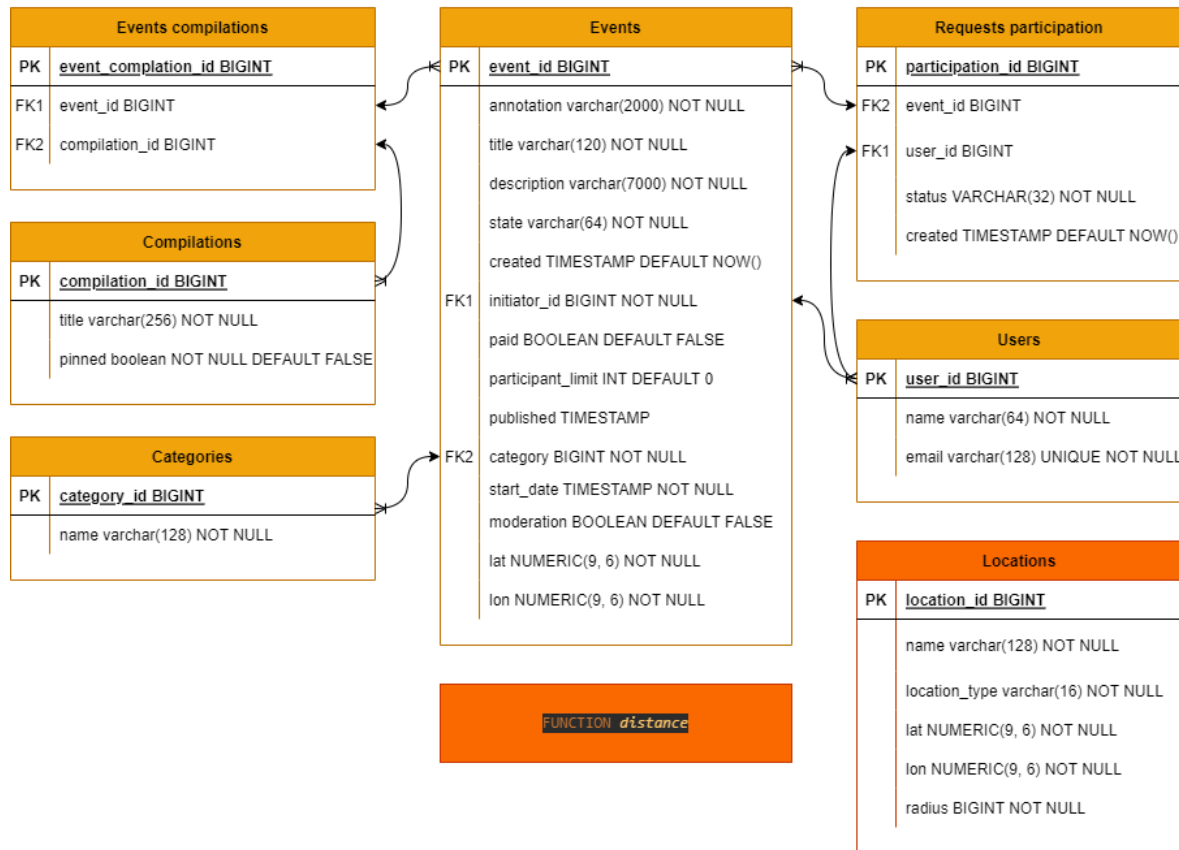 Events compilations
PK event_complation_id BIGINT
FK1 event_id BIGINT
FK2 compilation_id BIGINT
Compilations
PK compilation_id BIGINT
title varchar(256) NOT NULL
pinned boolean NOT NULL DEFAULT FALSE
Categories
PK category_id BIGINT
name varchar(128) NOT NULL
Events
PK event_id BIGINT
annotation varchar(2000) NOT NULL
title varchar(120) NOT NULL
description varchar(7000) NOT NULL
state varchar(64) NOT NULL
created TIMESTAMP DEFAULT NOW()
FK1 initiator_id BIGINT NOT NULL
paid BOOLEAN DEFAULT FALSE
participant_limit INT DEFAULT 0
published TIMESTAMP
FK2 category BIGINT NOT NULL
start_date TIMESTAMP NOT NULL
moderation BOOLEAN DEFAULT FALSE
lat NUMERIC(9, 6) NOT NULL
lon NUMERIC(9, 6) NOT NULL
FUNCTION distance
Requests participation
PK participation_id BIGINT
FK2 event_id BIGINT
FK1 user_id BIGINT
status VARCHAR(32) NOT NULL
created TIMESTAMP DEFAULT NOW()
Users
PK user_id BIGINT
name varchar(64) NOT NULL
email varchar(128) UNIQUE NOT NULL
Locations
PK location_id BIGINT
name varchar(128) NOT NULL
location_type varchar(16) NOT NULL
lat NUMERIC(9, 6) NOT NULL
lon NUMERIC(9, 6) NOT NULL
radius BIGINT NOT NULL